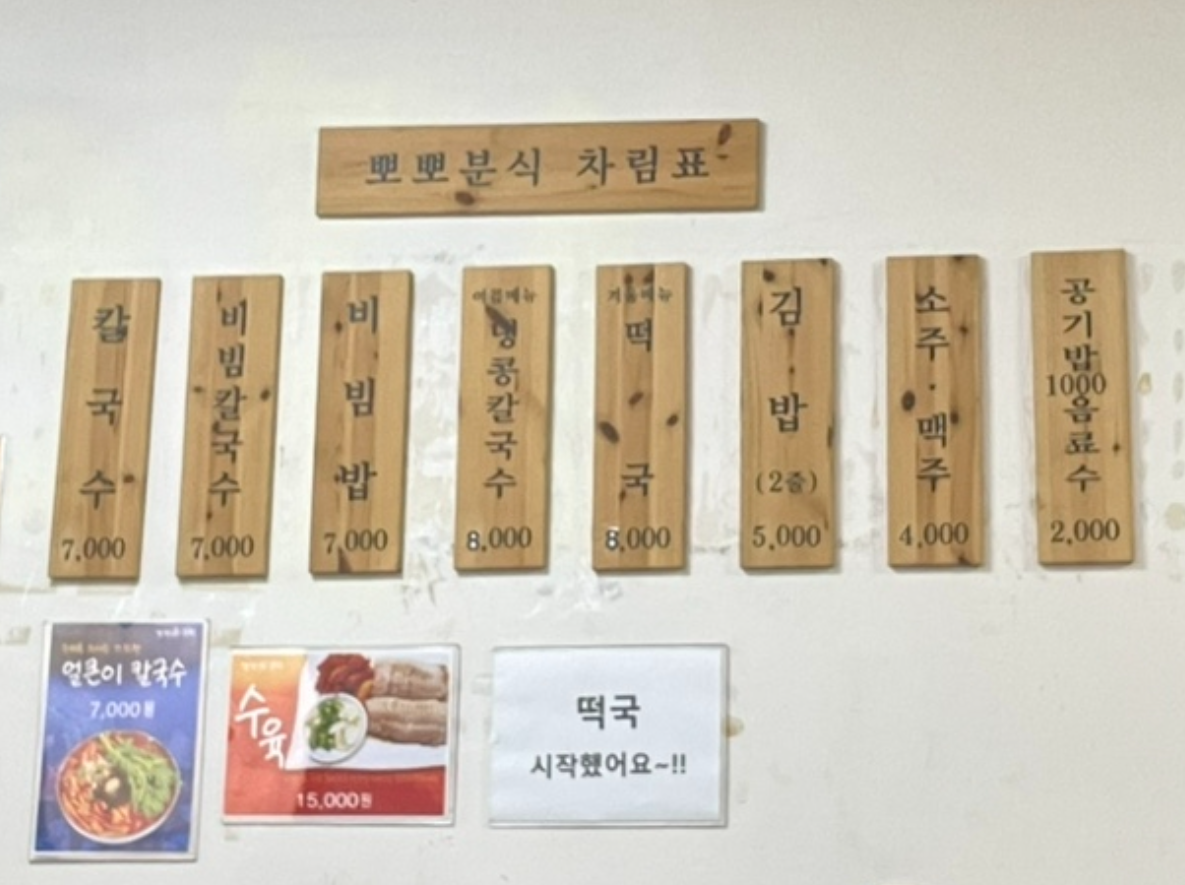 뽀뽀분식 차림표
칼국수
7,000
비빔칼국수
7,000
비빔밥
7,000
여름메뉴
냉콩칼국수
8,000
겨울메뉴
떡국
8,000
김밥
(2줄)
5,000
소주·맥주
4,000
공기밥
1000
음료수
2,000
얼큰이 칼국수
7,000원
수육
15,000원
떡국
시작했어요~!!